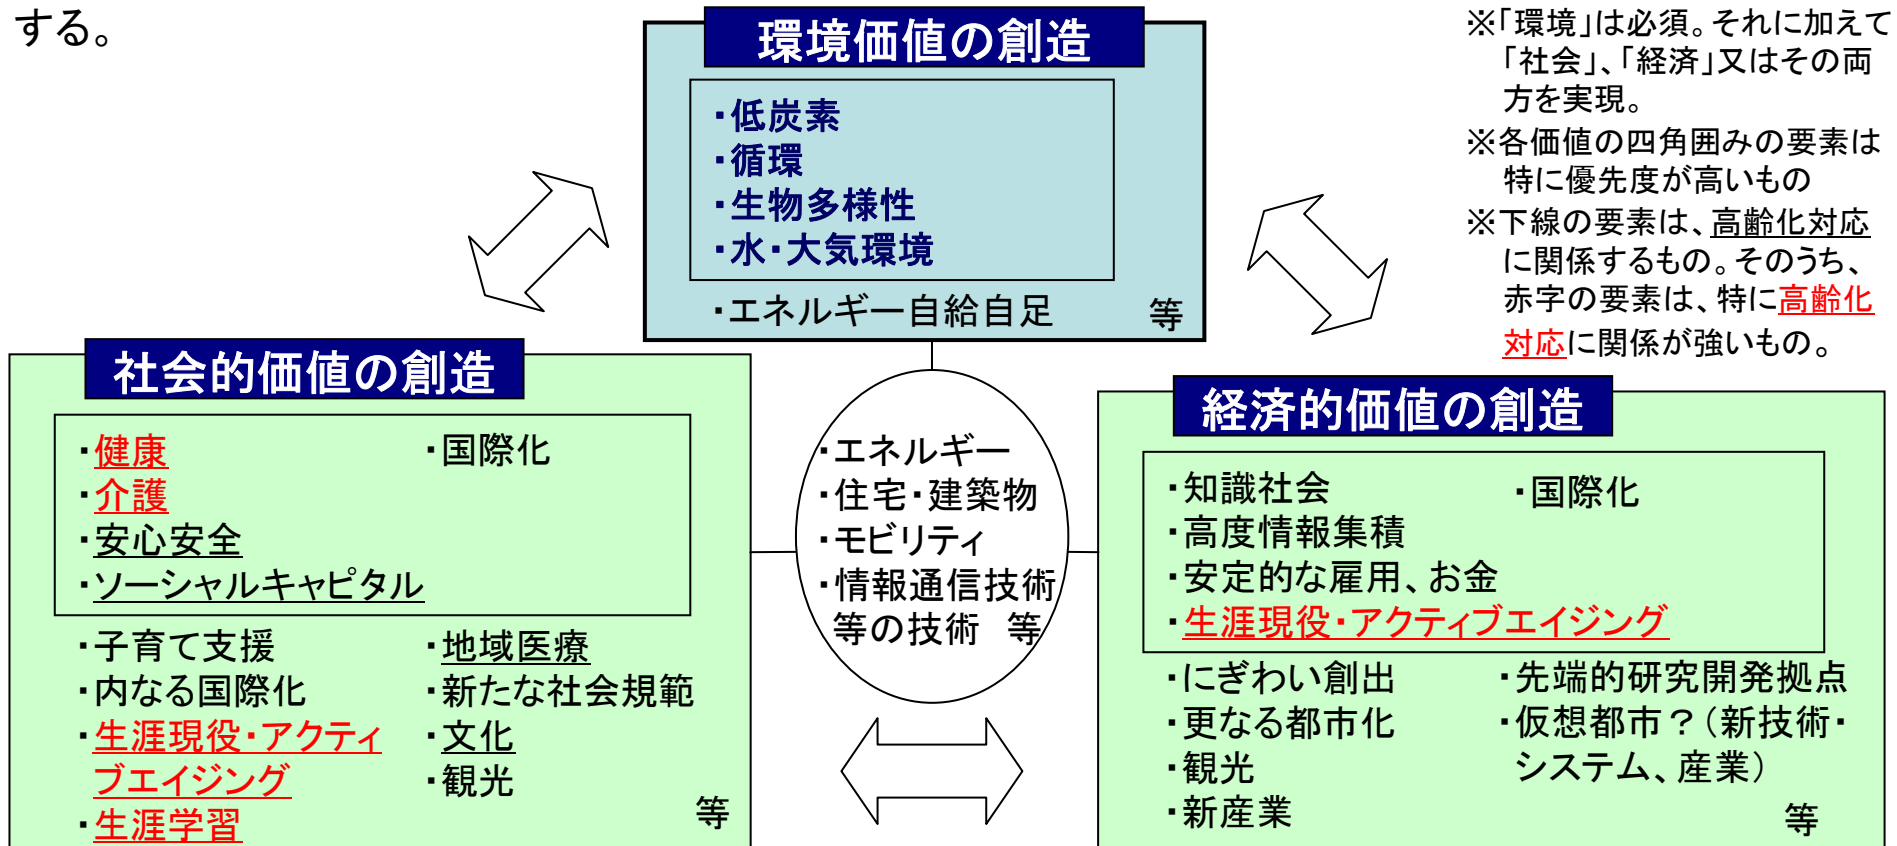 する。
環境価値の創造
・低炭素
・循環
・生物多様性
・水・大気環境
・エネルギー自給自足 等
※「環境」は必須。それに加えて
「社会」、「経済」又はその両
方を実現。
※各価値の四角囲みの要素は
特に優先度が高いもの
※下線の要素は、高齢化対応
に関係するもの。そのうち、
赤字の要素は、特に高齢化
対応に関係が強いもの。
社会的価値の創造
・健康
・介護
・安心安全
・ソーシャルキャピタル
・国際化
・子育て支援
・内なる国際化
・生涯現役・アクティ
ブエイジング
・生涯学習
・地域医療
・新たな社会規範
・文化
・観光
等
・エネルギー
・住宅・建築物
・モビリティ
・情報通信技術
等の技術 等
経済的価値の創造
・知識社会
・高度情報集積
・安定的な雇用、お金
・生涯現役・アクティブエイジング
・国際化
・にぎわい創出
・更なる都市化
・観光
・新産業
・先端的研究開発拠点
・仮想都市？（新技術・
システム、産業）
等